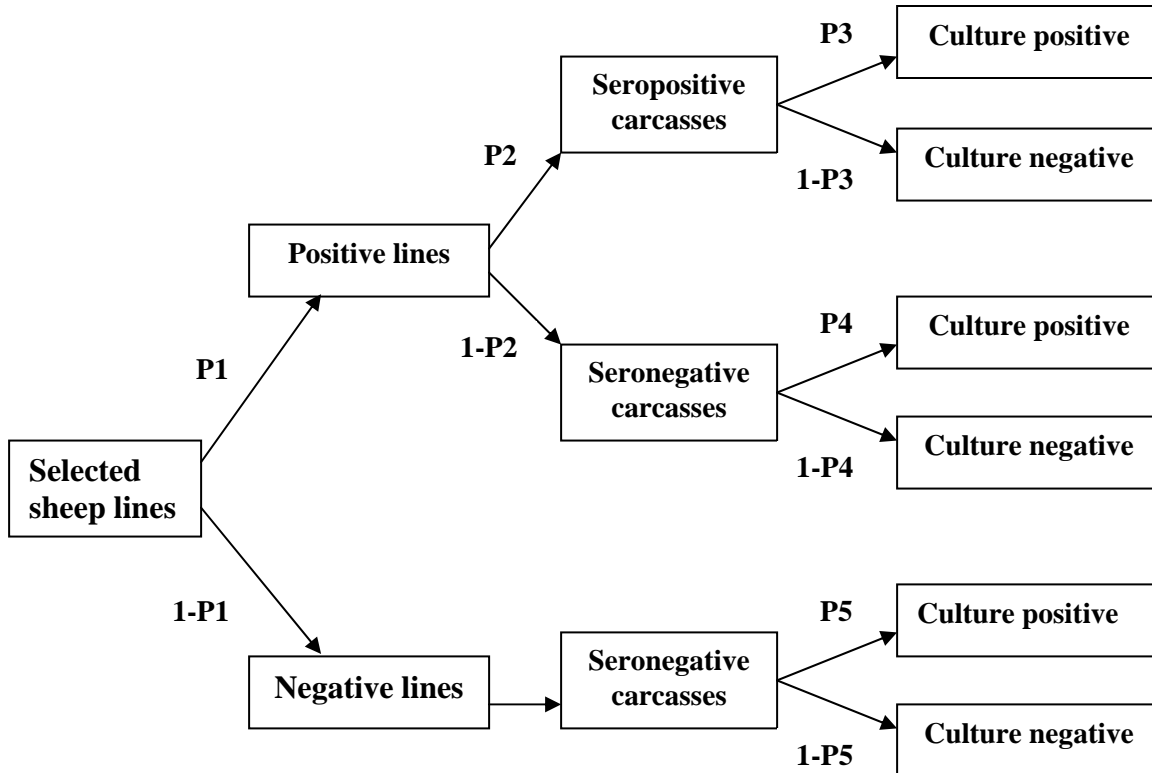 P3
Culture positive
Seropositive
carcasses
P2
Culture negative
1-P3
Positive lines
P4
Culture positive
1-P2
P1
Seronegative
carcasses
Culture negative
1-P4
Selected
sheep lines
P5
Culture positive
1-P1
Seronegative
carcasses
Negative lines
Culture negative
1-P5